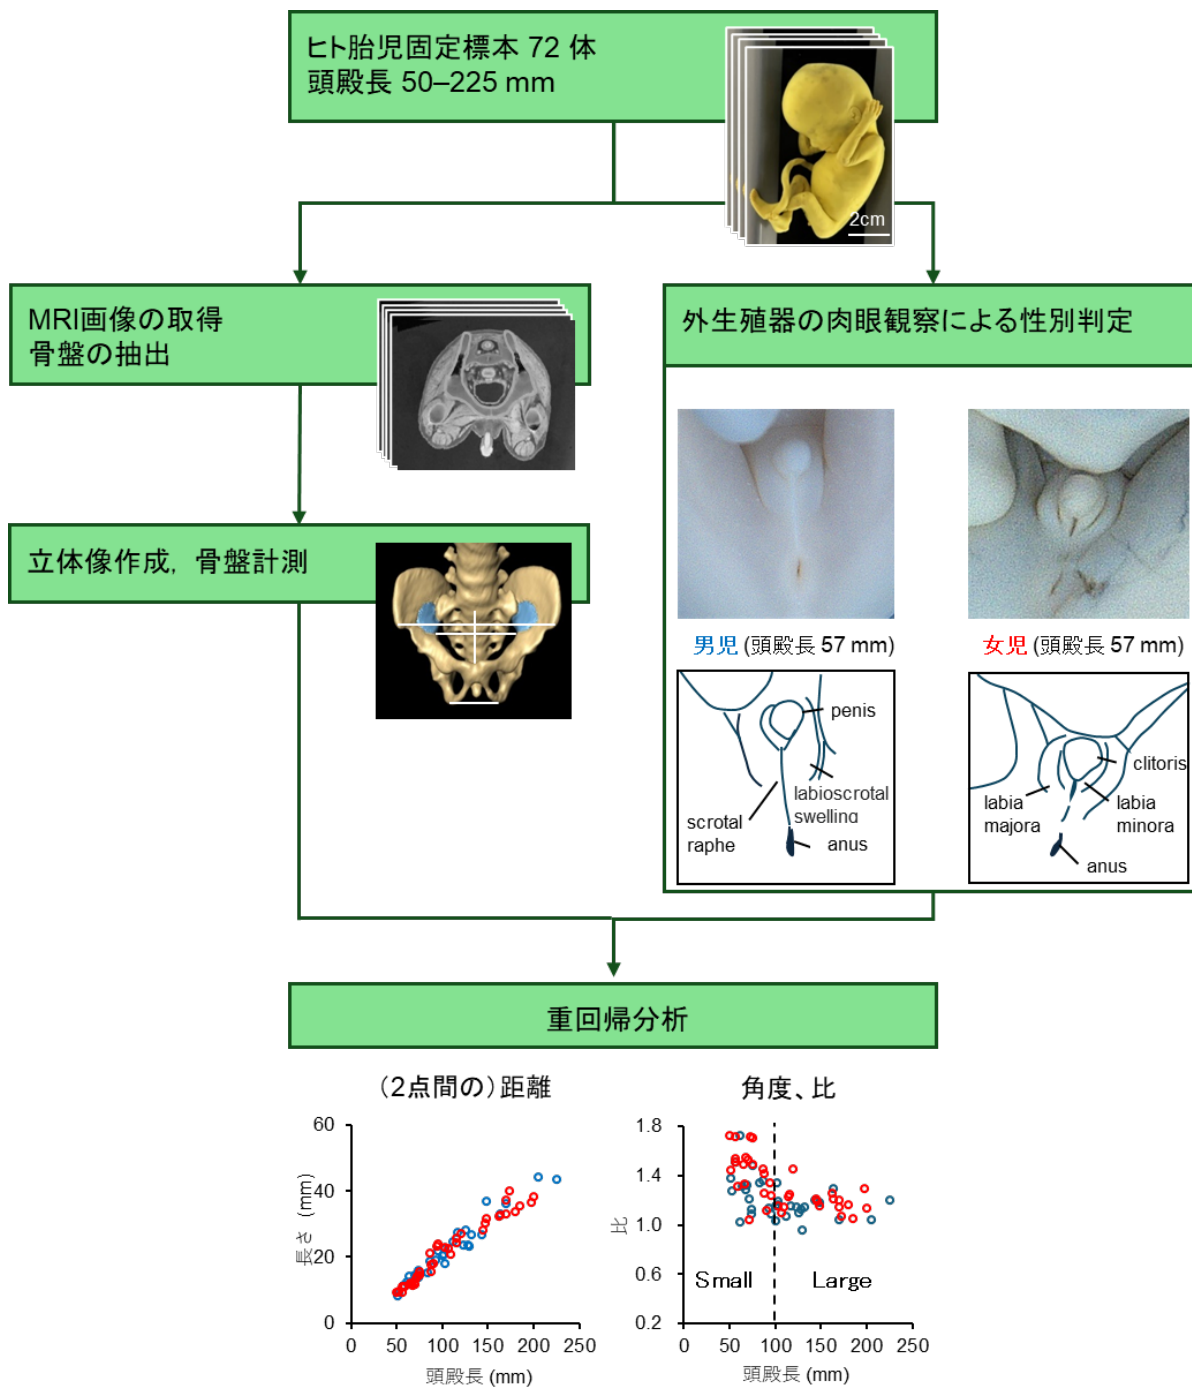 ヒト胎児固定標本 72 体
頭殿長 50–225 mm
2cm
MRI画像の取得
骨盤の抽出
外生殖器の肉眼観察による性別判定
立体像作成, 骨盤計測
男児 (頭殿長 57 mm)
女児 (頭殿長 57 mm)
penis
labioscrotal
swelling
scrotal
raphe
anus
clitoris
labia
majora
labia
minora
anus
重回帰分析
(2点間の)距離
角度、比
60
40
20
0
長さ (mm)
0 50 100 150 200 250
頭殿長 (mm)
1.8
1.4
1.0
0.6
0.2
比
Small
Large
0 50 100 150 200 250
頭殿長 (mm)